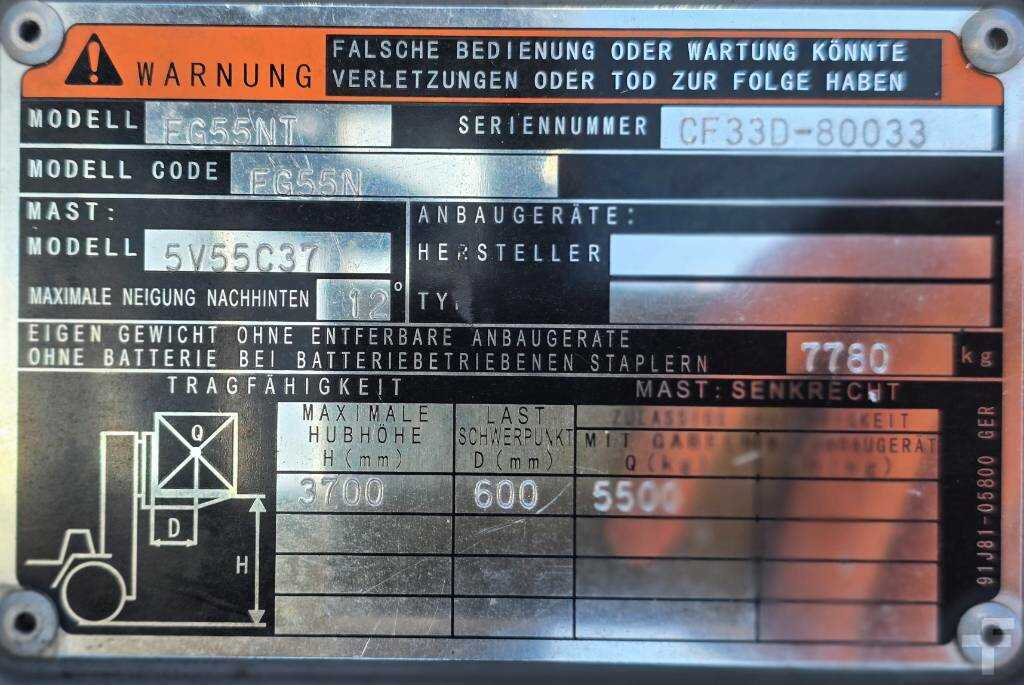 WARNUNG
FALSCHE BEDIENUNG ODER WARTUNG KÖNNTE
VERLETZUNGEN ODER TOD ZUR FOLGE HABEN
MODELL FG55NT SERIENNUMMER CF33D-80033
MODELL CODE FG55N
MAST:
MODELL 5V55C37
MAXIMALE NEIGUNG NACHHINTEN 12°
ANBAUGERÄTE:
HERSTELLER
EIGEN GEWICHT OHNE ENTFERBARE ANBAUGERATE
OHNE BATTERIE BEI BATTERIEBETRIEBENEN STAPLERN 7780 kg
TRAGFÄHIGKEIT MAST: SENKRECHT
Q
D
H
MAXIMALE
HUBHÖHE
H (mm)
LAST
SCHWERPUNKT
D (mm)
MIT
Q (kg)
3700 600 5500
91J81-05800 GER